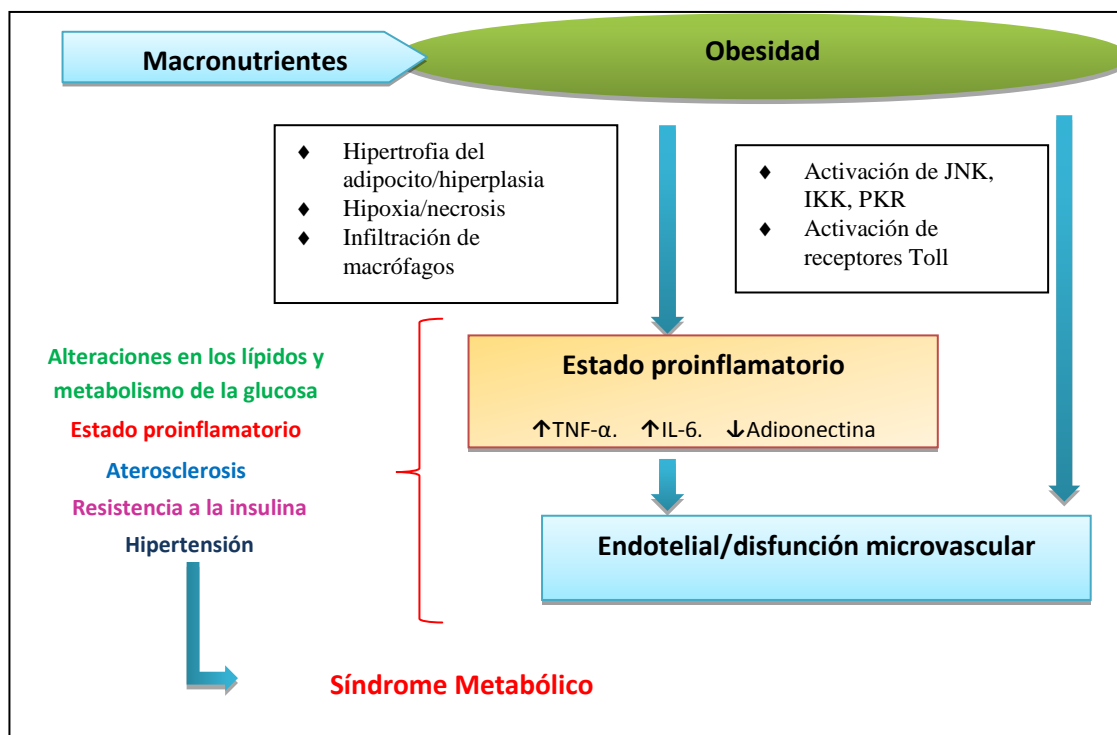 Macronutrientes
Obesidad
♦ Hipertrofia del
adipocito/hiperplasia
♦ Hipoxia/necrosis
♦ Infiltración de
macrófagos
♦ Activación de JNK,
IKK, PKR
♦ Activación de
receptores Toll
Alteraciones en los lípidos y
metabolismo de la glucosa
Estado proinflamatorio
Aterosclerosis
Resistencia a la insulina
Hipertensión
Estado proinflamatorio
↑TNF-α. ↑IL-6. ↓Adiponectina
Endotelial/disfunción microvascular
Síndrome Metabólico